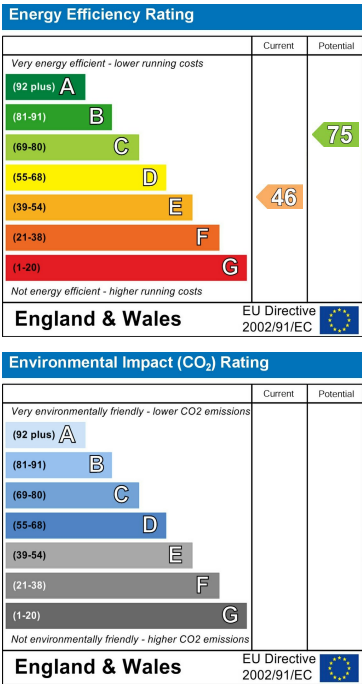 Energy Efficiency Rating
Current Potential
Very energy efficient - lower running costs
(92 plus) A
(81-91) B
(69-80) C
(55-68) D
(39-54) E
(21-38) F
(1-20) G
46
75
Not energy efficient - higher running costs
England & Wales
EU Directive
2002/91/EC
Environmental Impact (CO₂) Rating
Current Potential
Very environmentally friendly - lower CO2 emissions
(92 plus) A
(81-91) B
(69-80) C
(55-68) D
(39-54) E
(21-38) F
(1-20) G
Not environmentally friendly - higher CO2 emissions
England & Wales
EU Directive
2002/91/EC